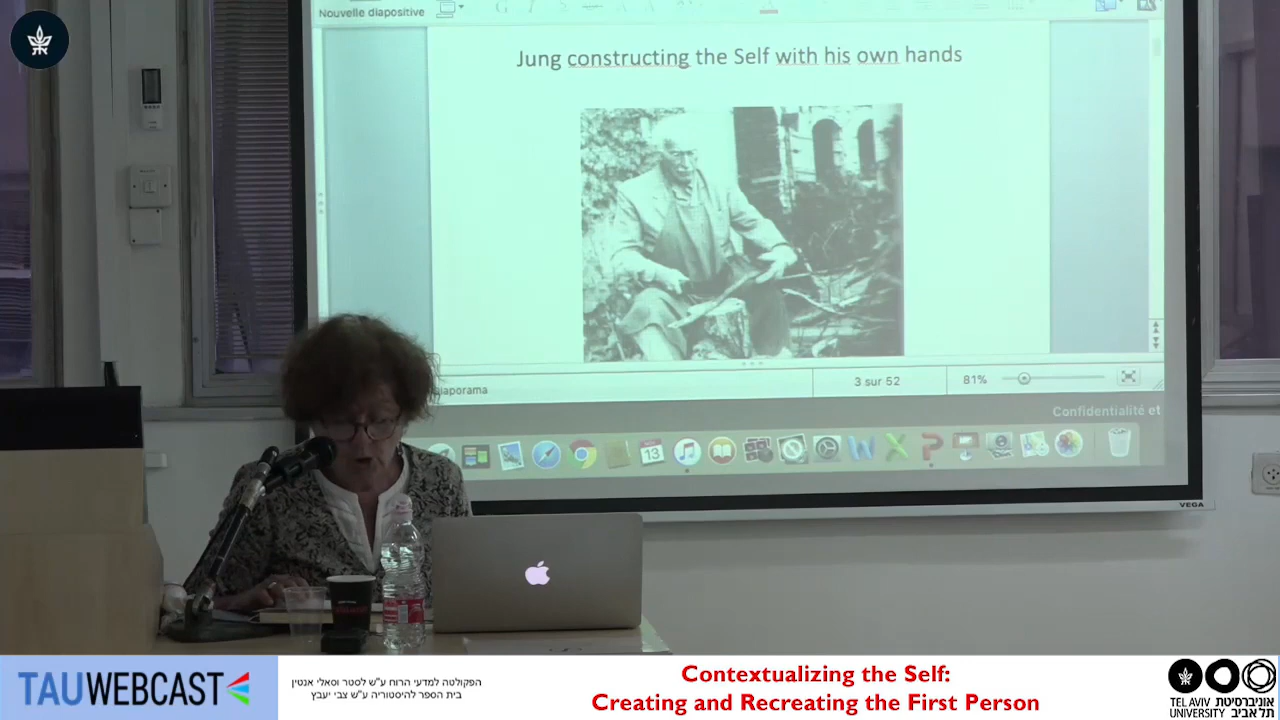 Nouvelle diapositive
Jung constructing the Self with his own hands
3 sur 52
81%
Confidentialité et
13
VEGA
TAUWEBCAST
הפקולטה למדעי הרוח ע"ש לסטר וסאלי אנטין
בית הספר להיסטוריה ע"ש צבי יעבץ
Contextualizing the Self:
Creating and Recreating the First Person
TEL AVIV אוניברסיטת
UNIVERSITY תל אביב